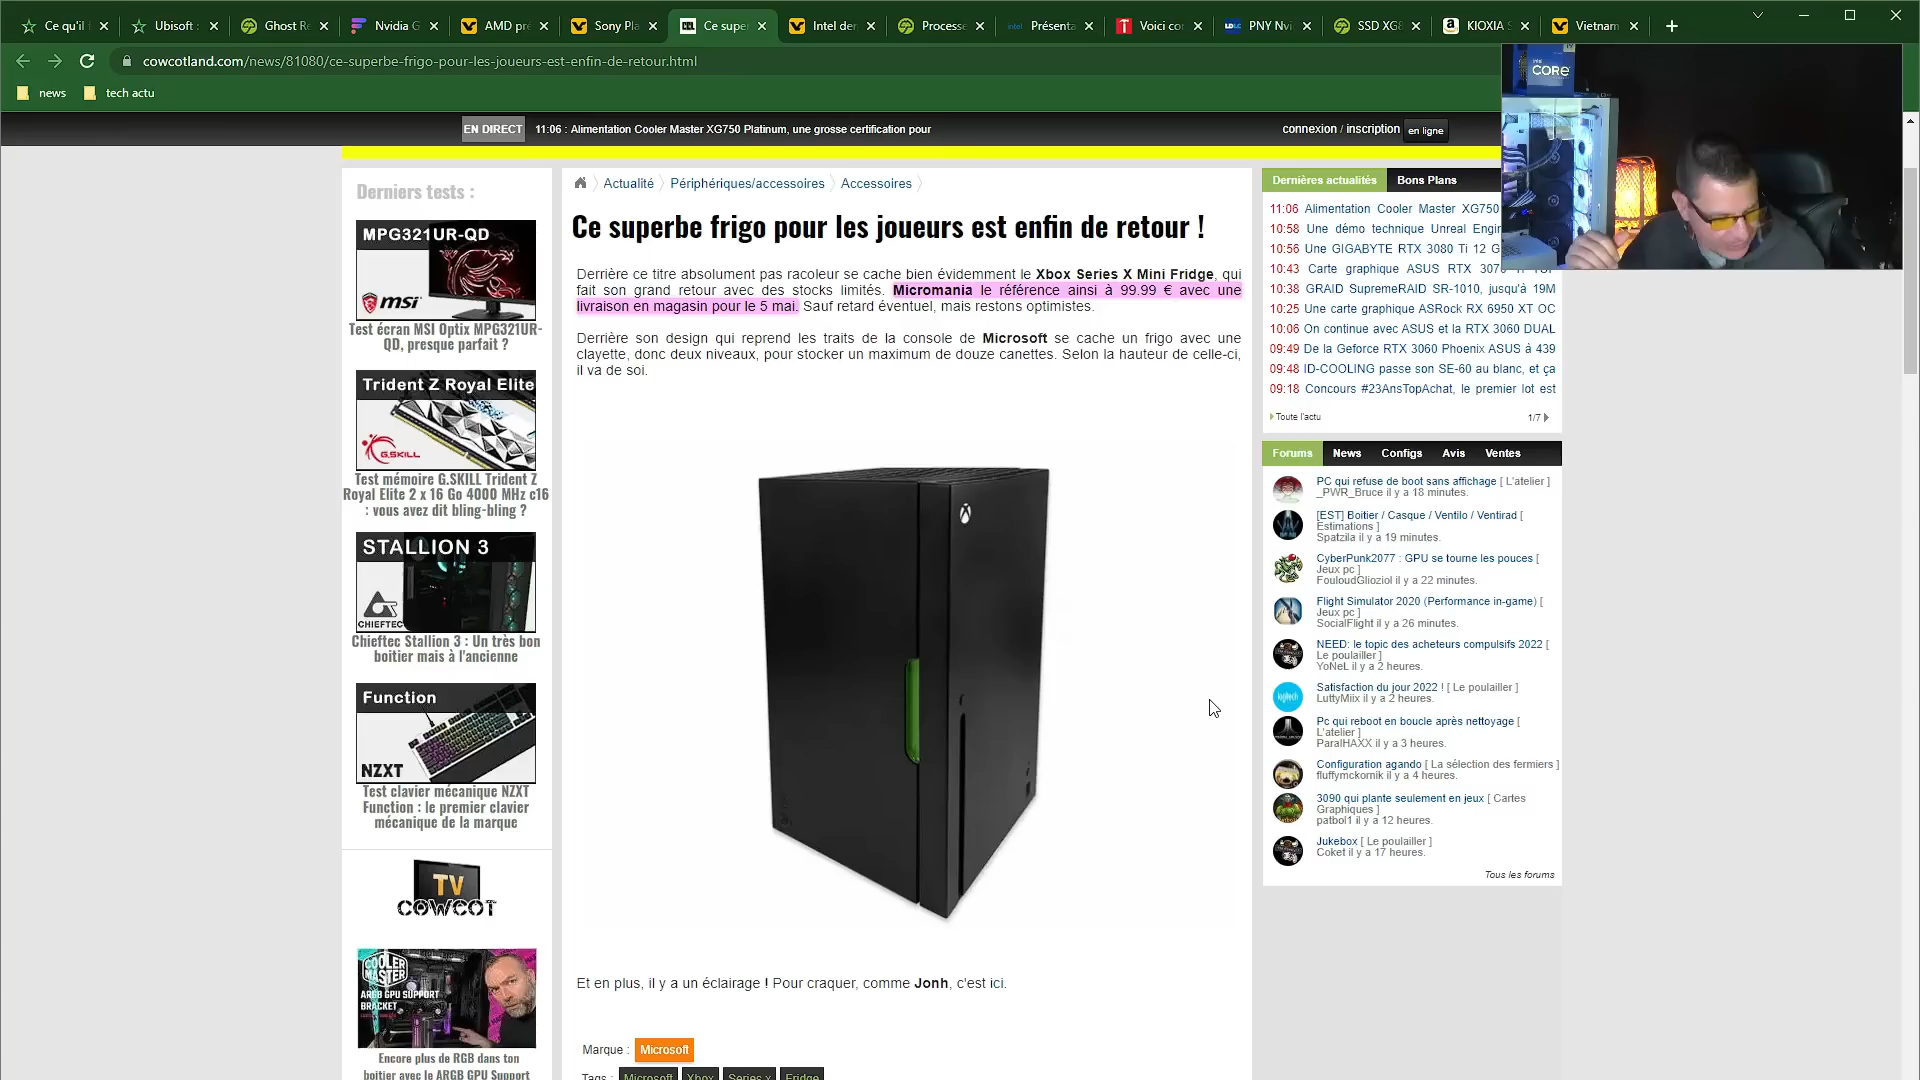 Ce qu'il
Ubisoft :
Ghost Re
Nvidia G
AMD pré
Sony Pla
Ce supe
Intel den
Processe
Présenta
Voici co
PNY Nvi
SSD XG8
KIOXIA S
Vietnam
cowcotland.com/news/81080/ce-superbe-frigo-pour-les-joueurs-est-enfin-de-retour.html
news
tech actu
EN DIRECT
11:06 : Alimentation Cooler Master XG750 Platinum, une grosse certification pour
connexion / inscription
en ligne
intel
CORE
Derniers tests :
MPG321UR-QD
msi
Test écran MSI Optix MPG321UR-
QD, presque parfait ?
Trident Z Royal Elite
G.SKILL
Test mémoire G.SKILL Trident Z
Royal Elite 2 x 16 Go 4000 MHz c16
: vous avez dit bling-bling ?
STALLION 3
CHIEFTEC
Chieftec Stallion 3 : Un très bon
boitier mais à l'ancienne
Function
NZXT
Test clavier mécanique NZXT
Function : le premier clavier
mécanique de la marque
TV
COWCOT
COOLER
MASTER
ARGB GPU SUPPORT
BRACKET
Encore plus de RGB dans ton
boitier avec le ARGB GPU Support
Actualité
Périphériques/accessoires
Accessoires
Ce superbe frigo pour les joueurs est enfin de retour !
Derrière ce titre absolument pas racoleur se cache bien évidemment le Xbox Series X Mini Fridge, qui
fait son grand retour avec des stocks limités. Micromania le référence ainsi à 99.99 € avec une
livraison en magasin pour le 5 mai. Sauf retard éventuel, mais restons optimistes.
Derrière son design qui reprend les traits de la console de Microsoft se cache un frigo avec une
clayette, donc deux niveaux, pour stocker un maximum de douze canettes. Selon la hauteur de celle-ci,
il va de soi.
Et en plus, il y a un éclairage ! Pour craquer, comme Jonh, c'est ici.
Marque : Microsoft
Tags : Microsoft Xbox Series x Fridge
Dernières actualités
Bons Plans
11:06 Alimentation Cooler Master XG750
10:58 Une démo technique Unreal Engin
10:56 Une GIGABYTE RTX 3080 Ti 12 G
10:43 Carte graphique ASUS RTX 3070 Ti TUF
10:38 GRAID SupremeRAID SR-1010, jusqu'à 19M
10:25 Une carte graphique ASRock RX 6950 XT OC
10:06 On continue avec ASUS et la RTX 3060 DUAL
09:49 De la Geforce RTX 3060 Phoenix ASUS à 439
09:48 ID-COOLING passe son SE-60 au blanc, et ça
09:18 Concours #23AnsTopAchat, le premier lot est
Toute l'actu
1/7
Forums
News
Configs
Avis
Ventes
PC qui refuse de boot sans affichage [ L'atelier ]
_PWR_Bruce il y a 18 minutes.
[EST] Boitier / Casque / Ventilo / Ventirad [
Estimations ]
Spatzila il y a 19 minutes.
CyberPunk2077 : GPU se tourne les pouces [
Jeux pc ]
FouloudGlioziol il y a 22 minutes.
Flight Simulator 2020 (Performance in-game) [
Jeux pc ]
SocialFlight il y a 26 minutes.
NEED: le topic des acheteurs compulsifs 2022 [
Le poulailler ]
YoNeL il y a 2 heures.
logitech
Satisfaction du jour 2022 ! [ Le poulailler ]
LuttyMiix il y a 2 heures.
Pc qui reboot en boucle après nettoyage [
L'atelier ]
ParalHAXX il y a 3 heures.
Configuration agando [ La sélection des fermiers ]
fluffymckornik il y a 4 heures.
3090 qui plante seulement en jeux [ Cartes
Graphiques ]
patbol1 il y a 12 heures.
Jukebox [ Le poulailler ]
Coket il y a 17 heures.
Tous les forums